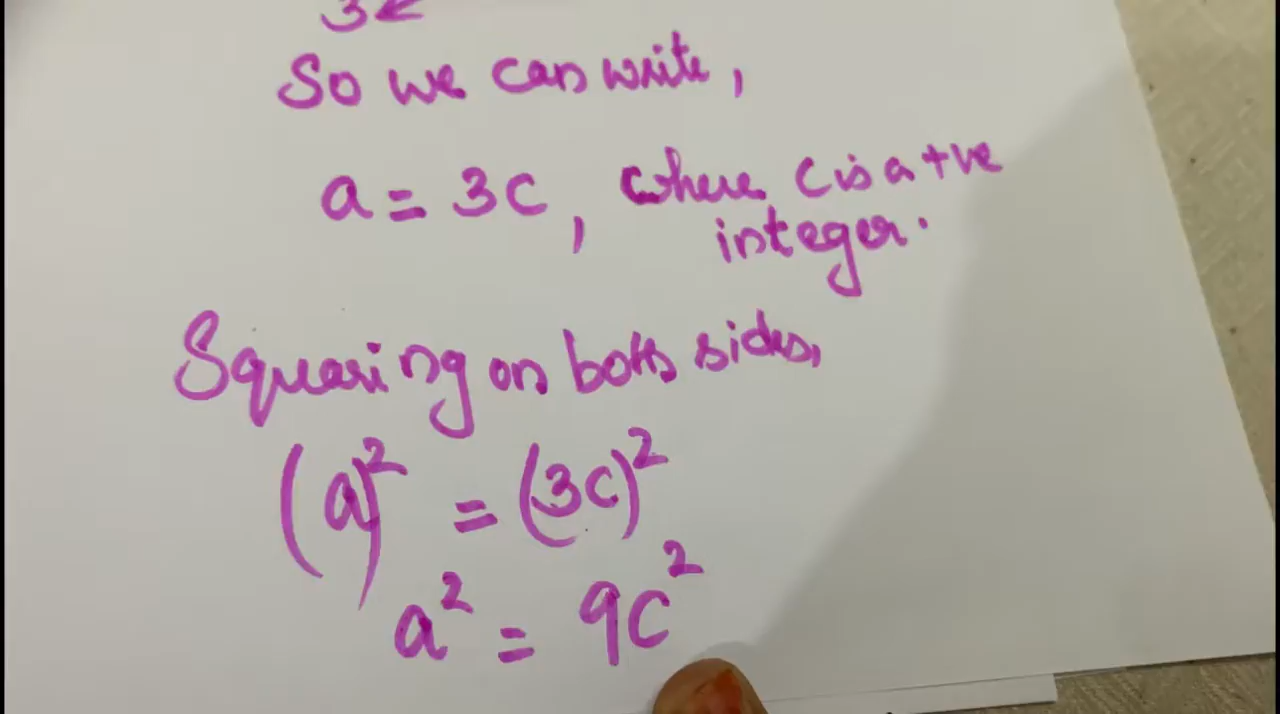 So we can write,
a = 3c, where c is a +ve
integer.
Squaring on both sides,
(a)² = (3c)²
a² = 9c²